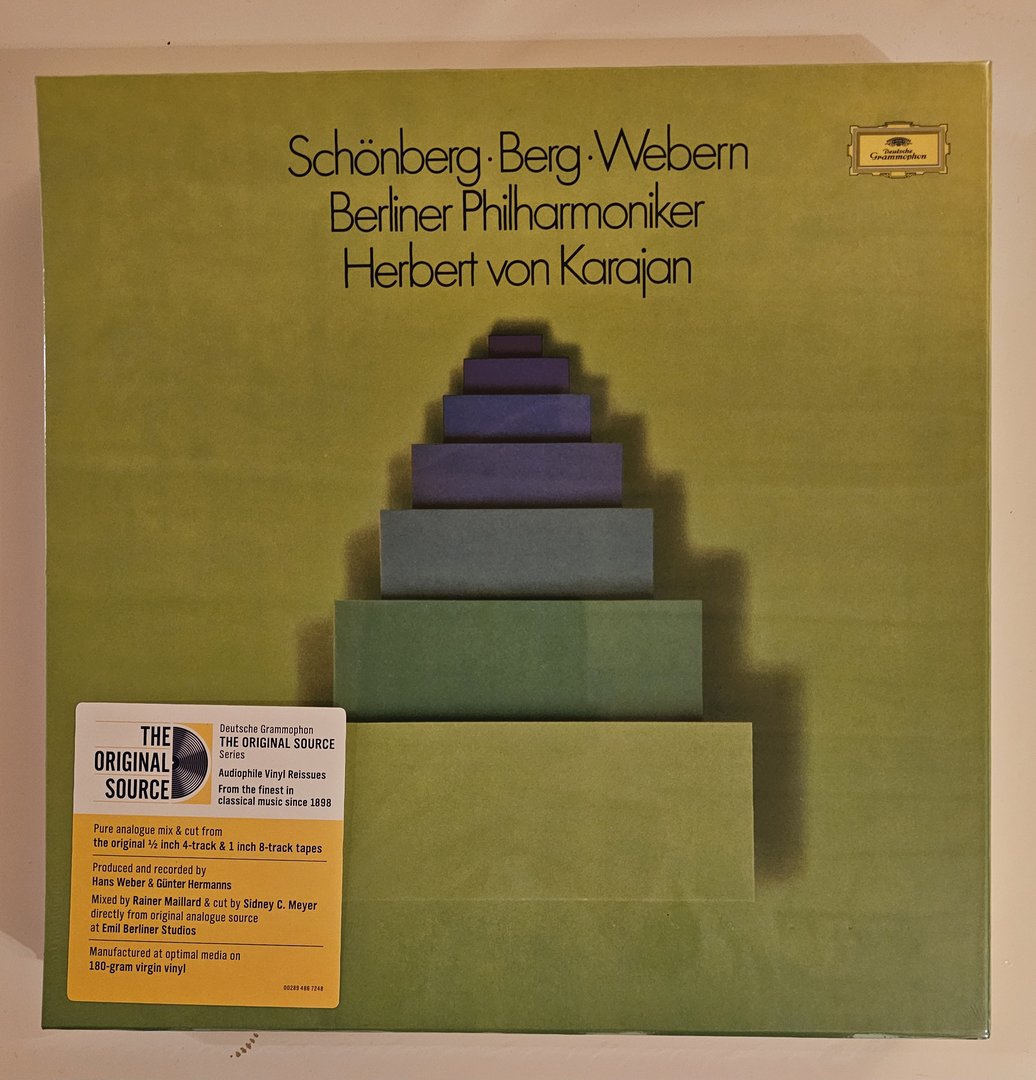 Schönberg · Berg · Webern
Berliner Philharmoniker
Herbert von Karajan
Deutsche
Grammophon
THE
ORIGINAL
SOURCE
Deutsche Grammophon
THE ORIGINAL SOURCE
Series
Audiophile Vinyl Reissues
From the finest in
classical music since 1898
Pure analogue mix & cut from
the original ½ inch 4-track & 1 inch 8-track tapes
Produced and recorded by
Hans Weber & Günter Hermanns
Mixed by Rainer Maillard & cut by Sidney C. Meyer
directly from original analogue source
at Emil Berliner Studios
Manufactured at optimal media on
180-gram virgin vinyl
00289 486 7248